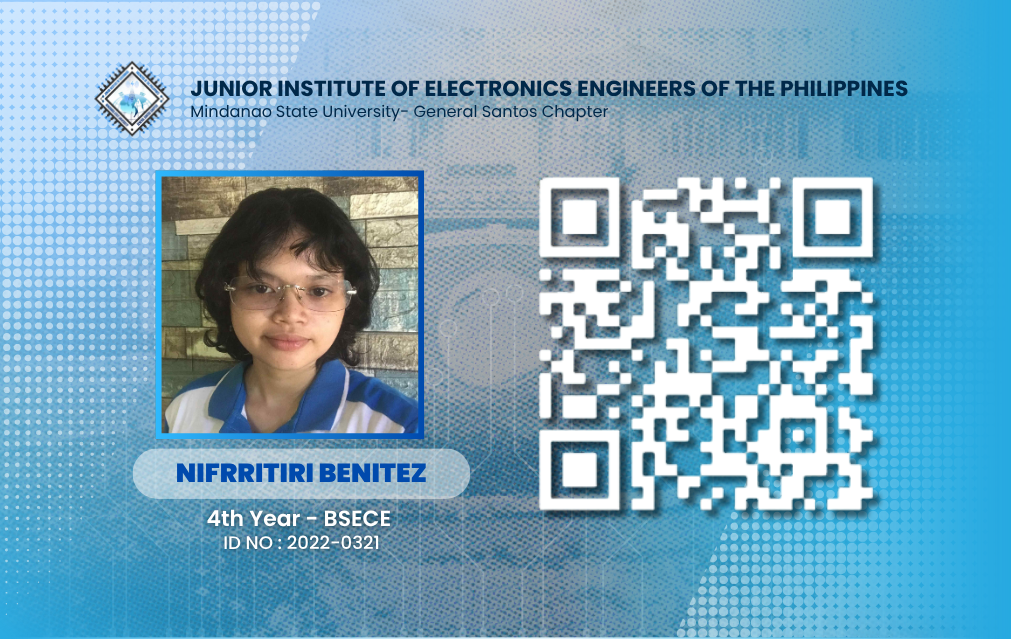 JUNIOR INSTITUTE OF ELECTRONICS ENGINEERS OF THE PHILIPPINES
Mindanao State University- General Santos Chapter
NIFRRITIRI BENITEZ
4th Year - BSECE
ID NO : 2022-0321